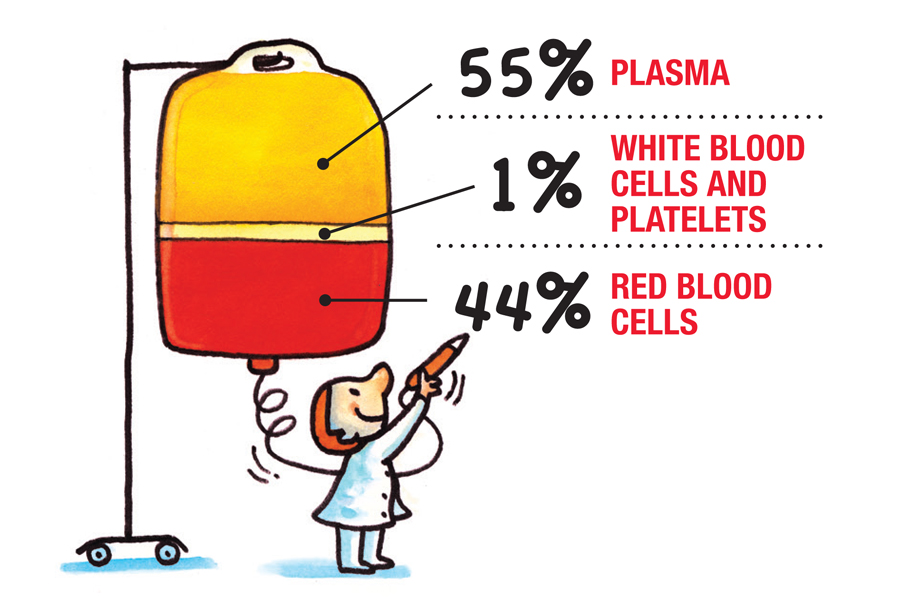 55% PLASMA
1% WHITE BLOOD
CELLS AND
PLATELETS
44% RED BLOOD
CELLS